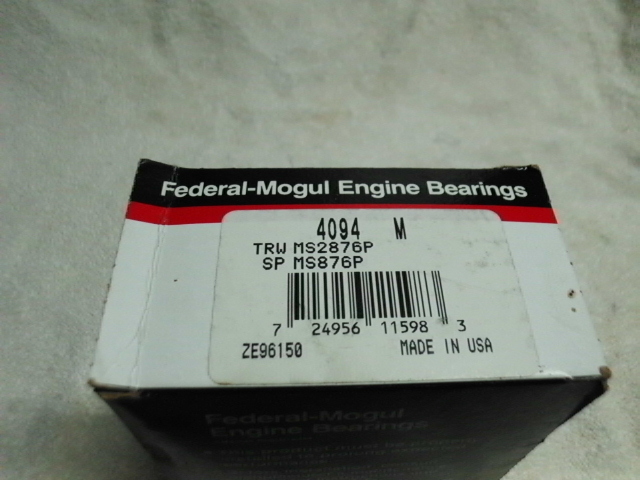 Federal-Mogul Engine Bearings
4094 M
TRW MS2876P
SP MS876P
7 24956 11598 3
ZE96150 MADE IN USA
Federal-Mogul
Engine Bearings